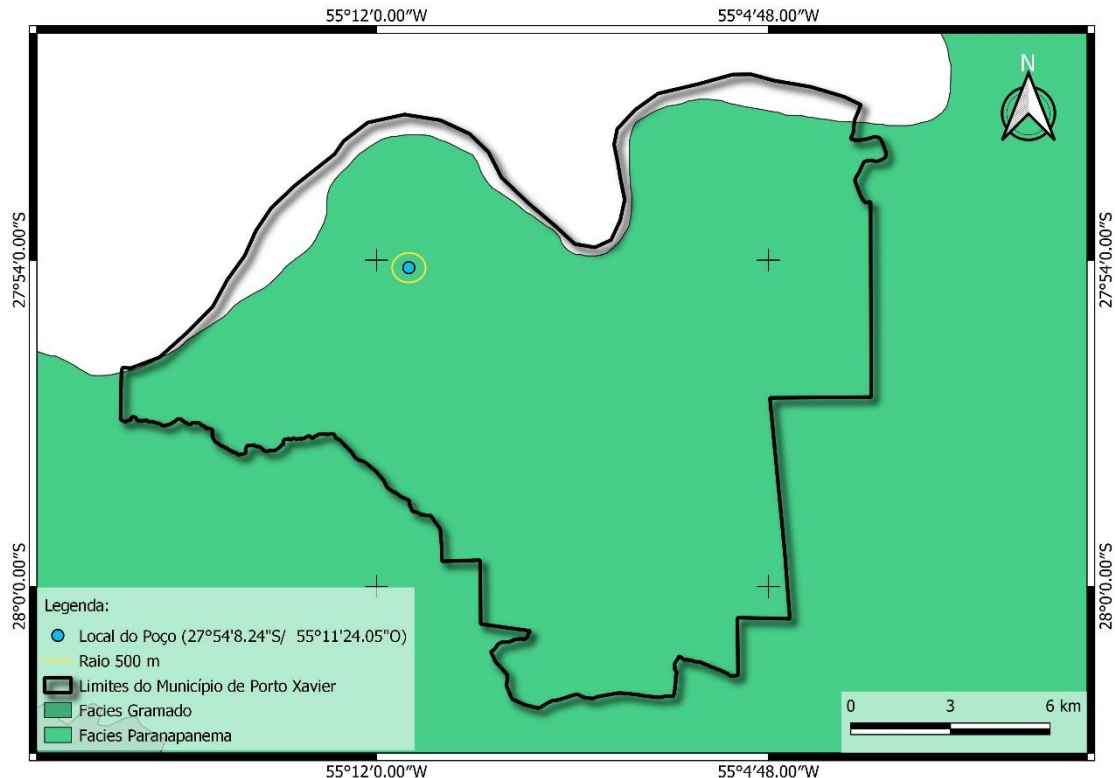 55°12'0.00"W 55°4'48.00"W
N
27°54'0.00"S 27°54'0.00"S
28°0'0.00"S 28°0'0.00"S
Legenda:
Local do Poço (27°54'8.24"S/ 55°11'24.05"O)
Raio 500 m
Limites do Município de Porto Xavier
Facies Gramado
Facies Paranapanema
0 3 6 km
55°12'0.00"W 55°4'48.00"W